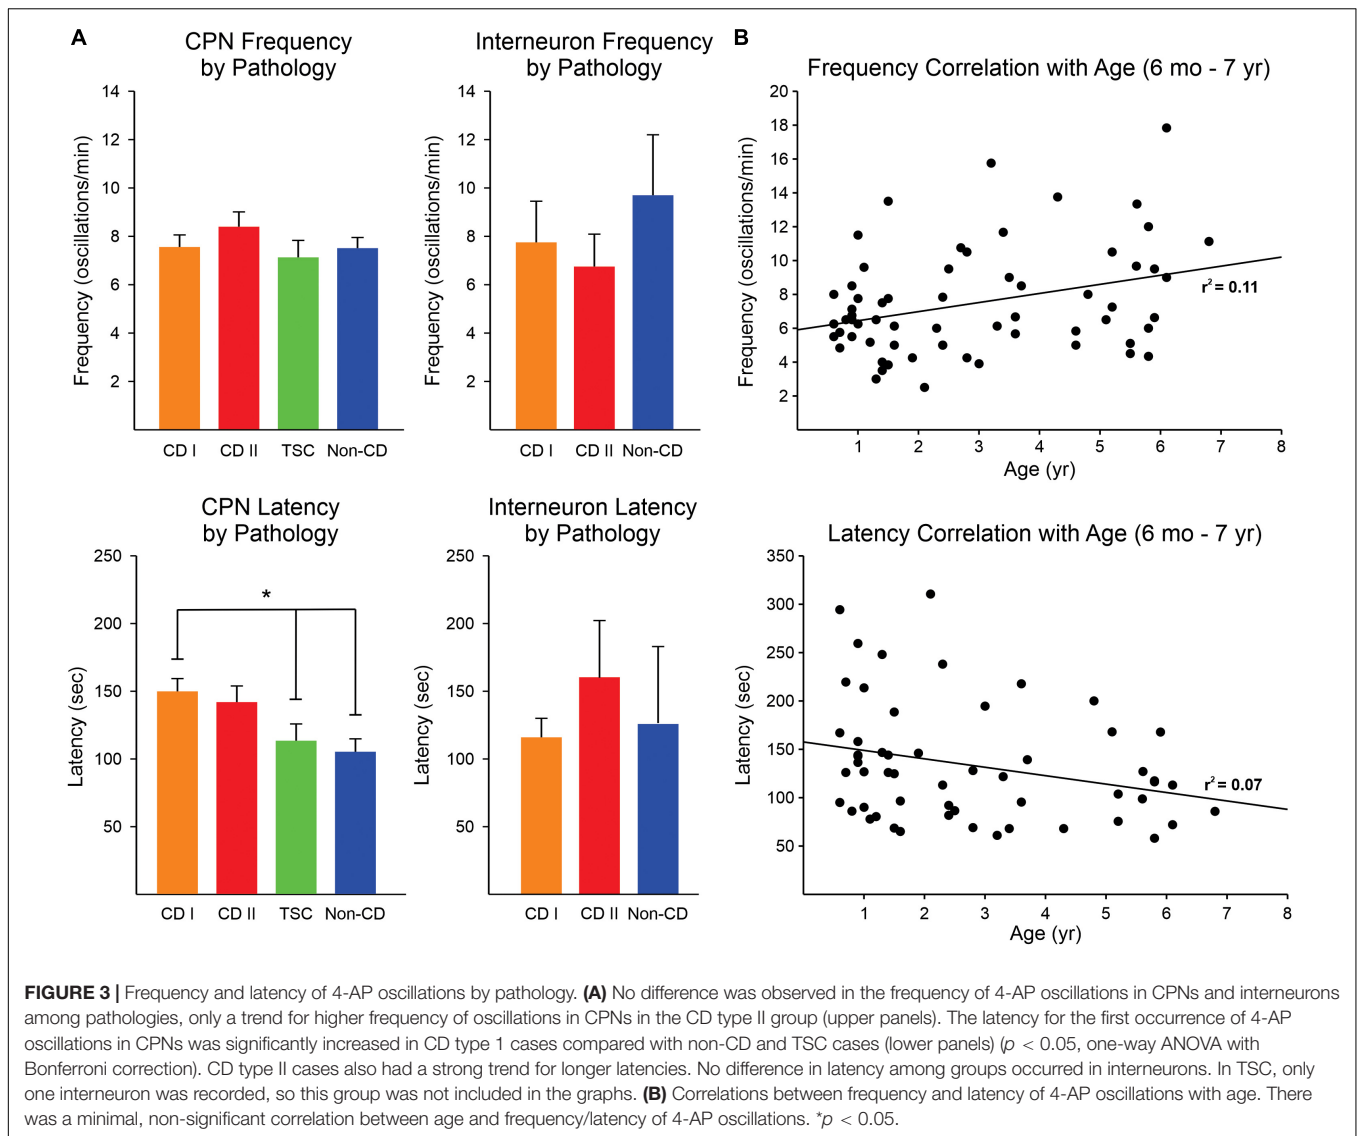 A
CPN Frequency
by Pathology
Frequency (oscillations/min)
14
12
10
8
6
4
2
CD I CD II TSC Non-CD
Interneuron Frequency
by Pathology
Frequency (oscillations/min)
14
12
10
8
6
4
2
CD I CD II Non-CD
B
Frequency Correlation with Age (6 mo - 7 yr)
Frequency (oscillations/min)
20
18
16
14
12
10
8
6
4
2
r² = 0.11
1 2 3 4 5 6 7 8
Age (yr)
CPN Latency
by Pathology
Latency (sec)
250
200
150
100
50
*
CD I CD II TSC Non-CD
Interneuron Latency
by Pathology
Latency (sec)
250
200
150
100
50
CD I CD II Non-CD
Latency Correlation with Age (6 mo - 7 yr)
Latency (sec)
350
300
250
200
150
100
50
r² = 0.07
1 2 3 4 5 6 7 8
Age (yr)
FIGURE 3 | Frequency and latency of 4-AP oscillations by pathology. (A) No difference was observed in the frequency of 4-AP oscillations in CPNs and interneurons
among pathologies, only a trend for higher frequency of oscillations in CPNs in the CD type II group (upper panels). The latency for the first occurrence of 4-AP
oscillations in CPNs was significantly increased in CD type 1 cases compared with non-CD and TSC cases (lower panels) (p < 0.05, one-way ANOVA with
Bonferroni correction). CD type II cases also had a strong trend for longer latencies. No difference in latency among groups occurred in interneurons. In TSC, only
one interneuron was recorded, so this group was not included in the graphs. (B) Correlations between frequency and latency of 4-AP oscillations with age. There
was a minimal, non-significant correlation between age and frequency/latency of 4-AP oscillations. *p < 0.05.